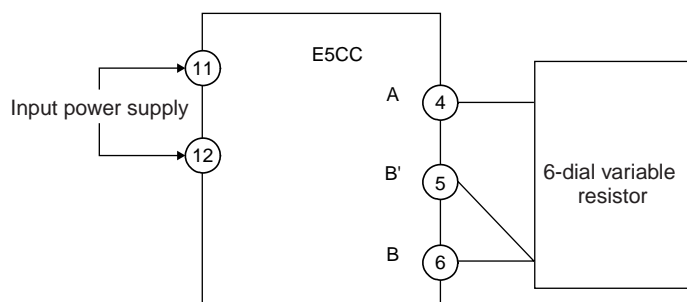 E5CC
11
Input power supply
12
A
4
B'
5
B
6
6-dial variable
resistor